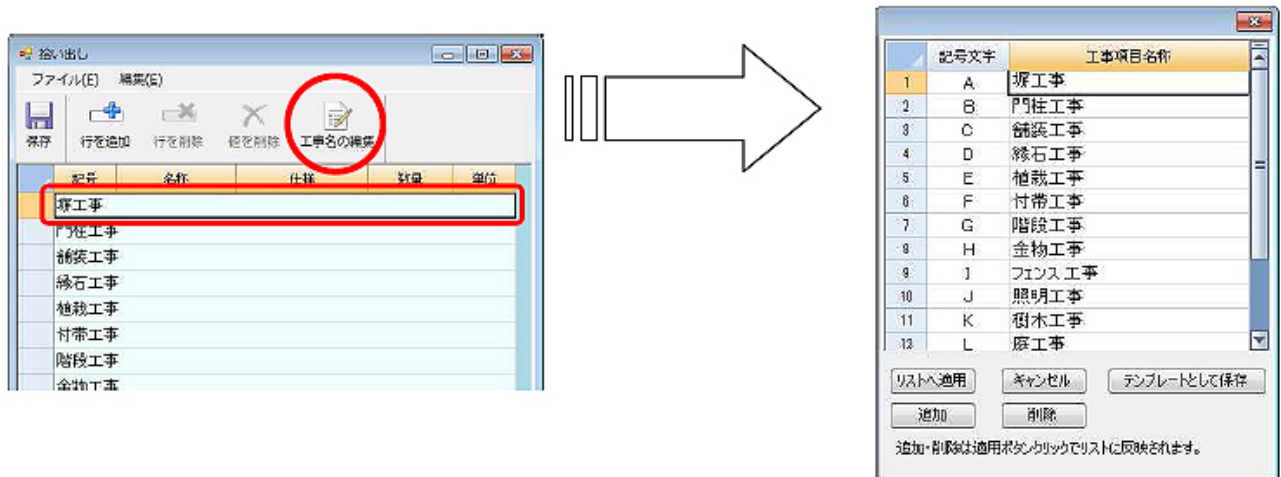 拾い出し
ファイル(E) 編集(E)
保存 行を追加 行を削除 値を削除 工事名の編集
記号 名称 仕様 数量 単位
塀工事
門柱工事
舗装工事
縁石工事
植栽工事
付帯工事
階段工事
金物工事
記号文字 工事項目名称
1 A 塀工事
2 B 門柱工事
3 C 舗装工事
4 D 縁石工事
5 E 植栽工事
6 F 付帯工事
7 G 階段工事
8 H 金物工事
9 I フェンス工事
10 J 照明工事
11 K 樹木工事
12 L 庭工事
リストへ適用 キャンセル テンプレートとして保存
追加 削除
追加・削除は適用ボタンクリックでリストに反映されます。